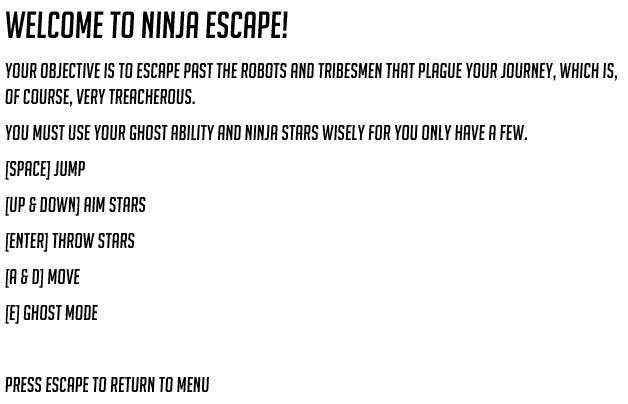 WELCOME TO NINJA ESCAPE!
YOUR OBJECTIVE IS TO ESCAPE PAST THE ROBOTS AND TRIBESMEN THAT PLAGUE YOUR JOURNEY, WHICH IS,
OF COURSE, VERY TREACHEROUS.
YOU MUST USE YOUR GHOST ABILITY AND NINJA STARS WISELY FOR YOU ONLY HAVE A FEW.
[SPACE] JUMP
[UP & DOWN] AIM STARS
[ENTER] THROW STARS
[A & D] MOVE
[E] GHOST MODE
PRESS ESCAPE TO RETURN TO MENU